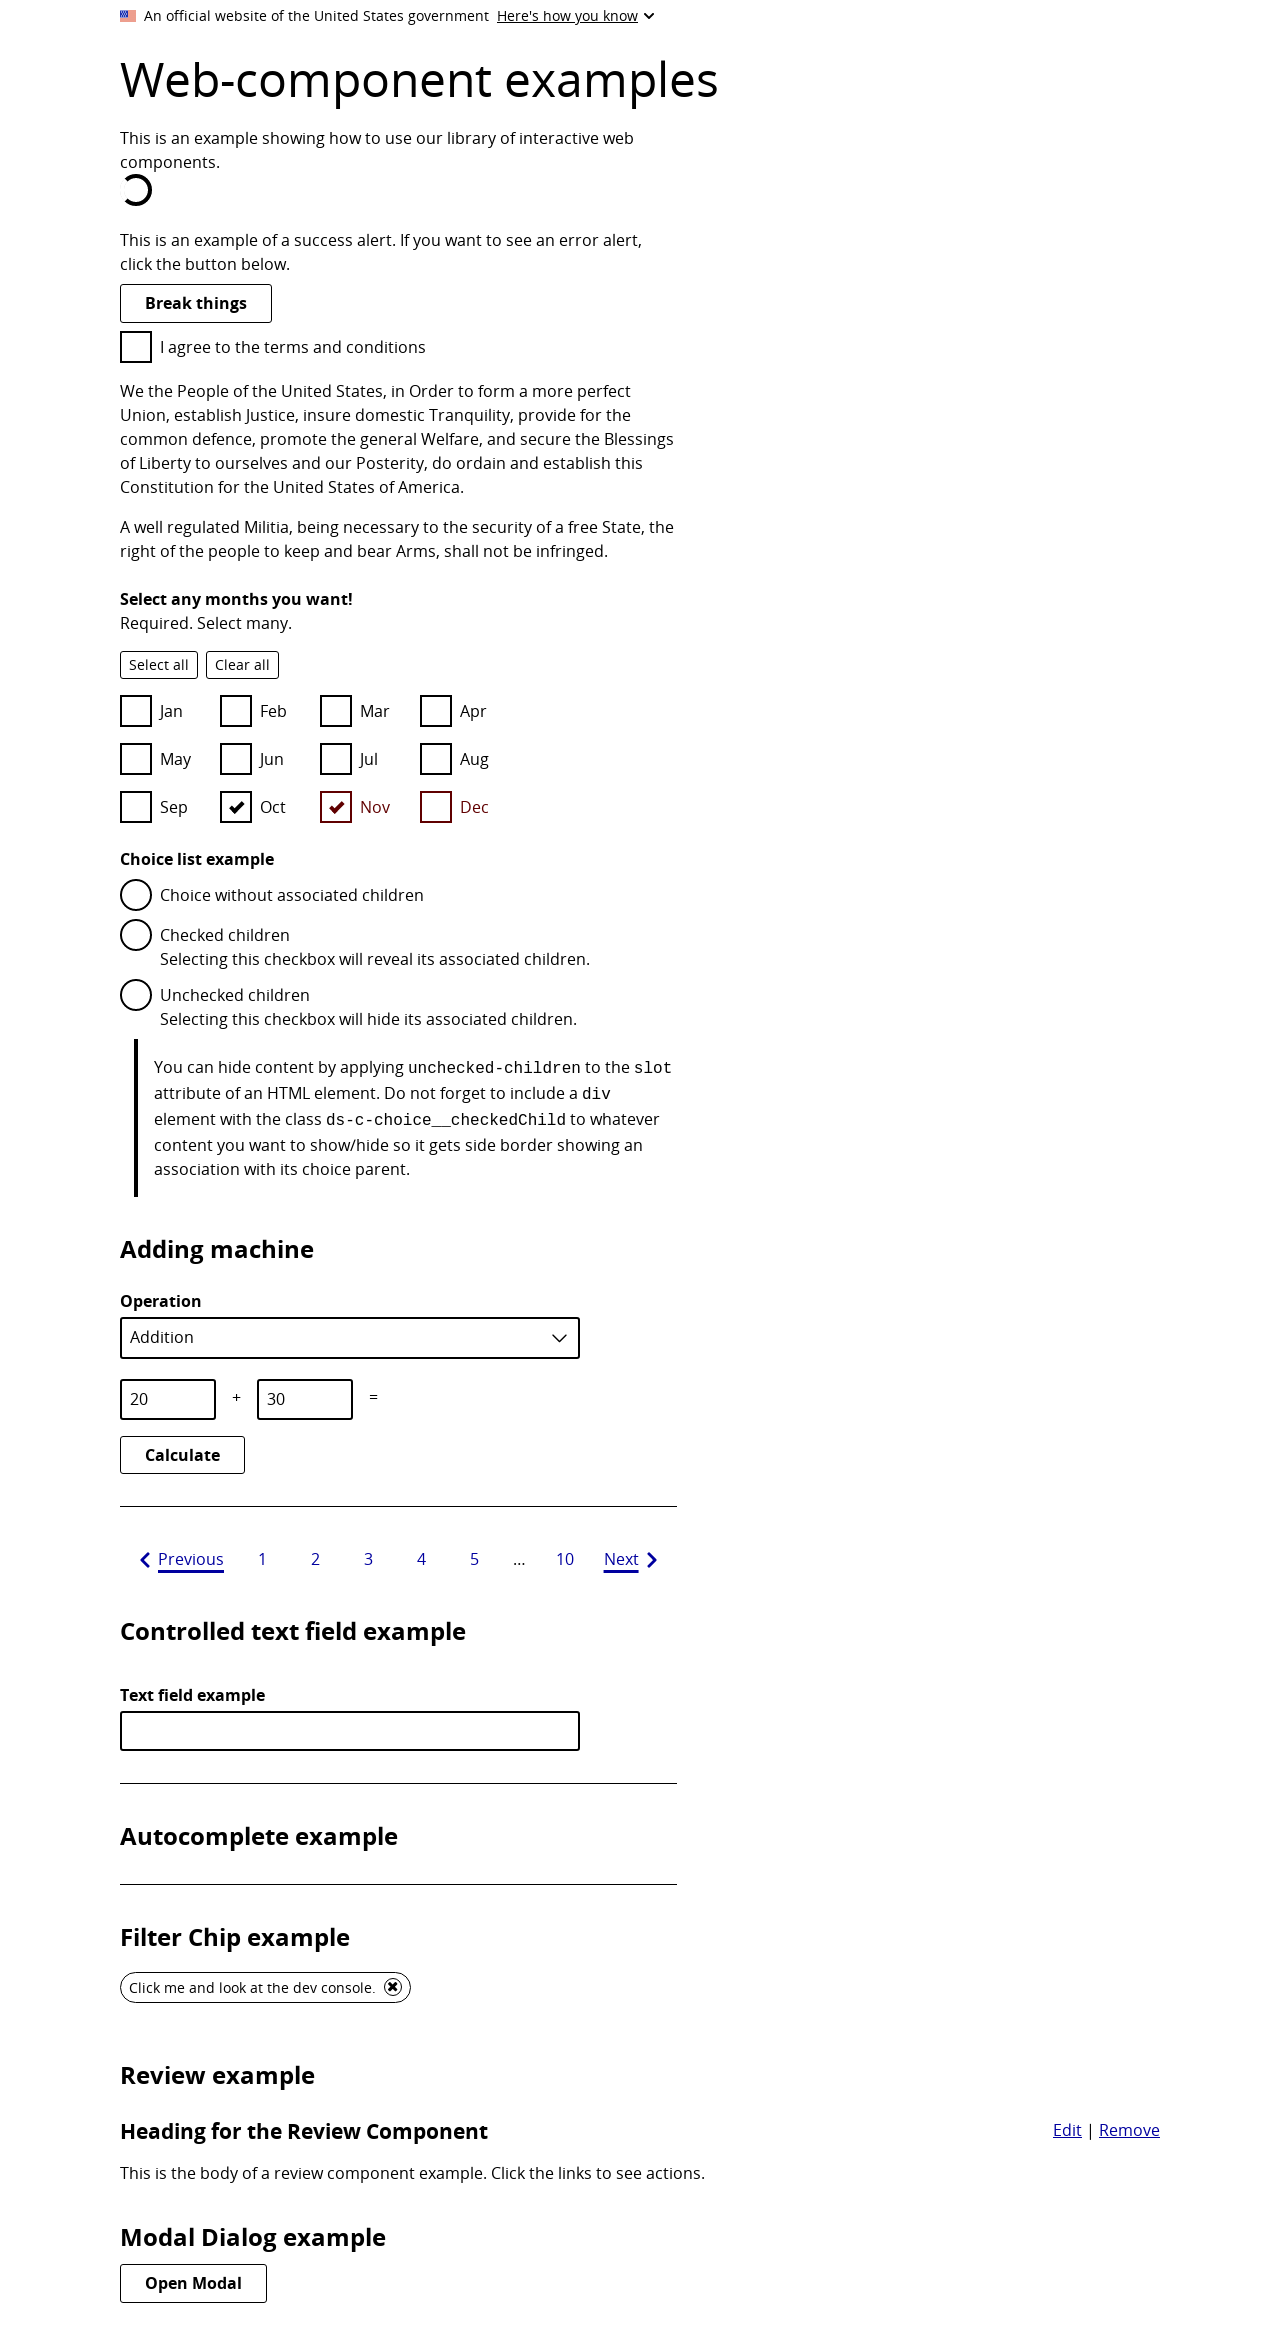 An official website of the United States government Here's how you know
Web-component examples
This is an example showing how to use our library of interactive web
components.
This is an example of a success alert. If you want to see an error alert,
click the button below.
Break things
I agree to the terms and conditions
We the People of the United States, in Order to form a more perfect
Union, establish Justice, insure domestic Tranquility, provide for the
common defence, promote the general Welfare, and secure the Blessings
of Liberty to ourselves and our Posterity, do ordain and establish this
Constitution for the United States of America.
A well regulated Militia, being necessary to the security of a free State, the
right of the people to keep and bear Arms, shall not be infringed.
Select any months you want!
Required. Select many.
Select all Clear all
Jan Feb Mar Apr
May Jun Jul Aug
Sep Oct Nov Dec
Choice list example
Choice without associated children
Checked children
Selecting this checkbox will reveal its associated children.
Unchecked children
Selecting this checkbox will hide its associated children.
You can hide content by applying unchecked-children to the slot
attribute of an HTML element. Do not forget to include a div
element with the class ds-c-choice__checkedChild to whatever
content you want to show/hide so it gets side border showing an
association with its choice parent.
Adding machine
Operation
Addition
20 + 30 =
Calculate
Previous 1 2 3 4 5 … 10 Next
Controlled text field example
Text field example
Autocomplete example
Filter Chip example
Click me and look at the dev console.
Review example
Heading for the Review Component Edit | Remove
This is the body of a review component example. Click the links to see actions.
Modal Dialog example
Open Modal